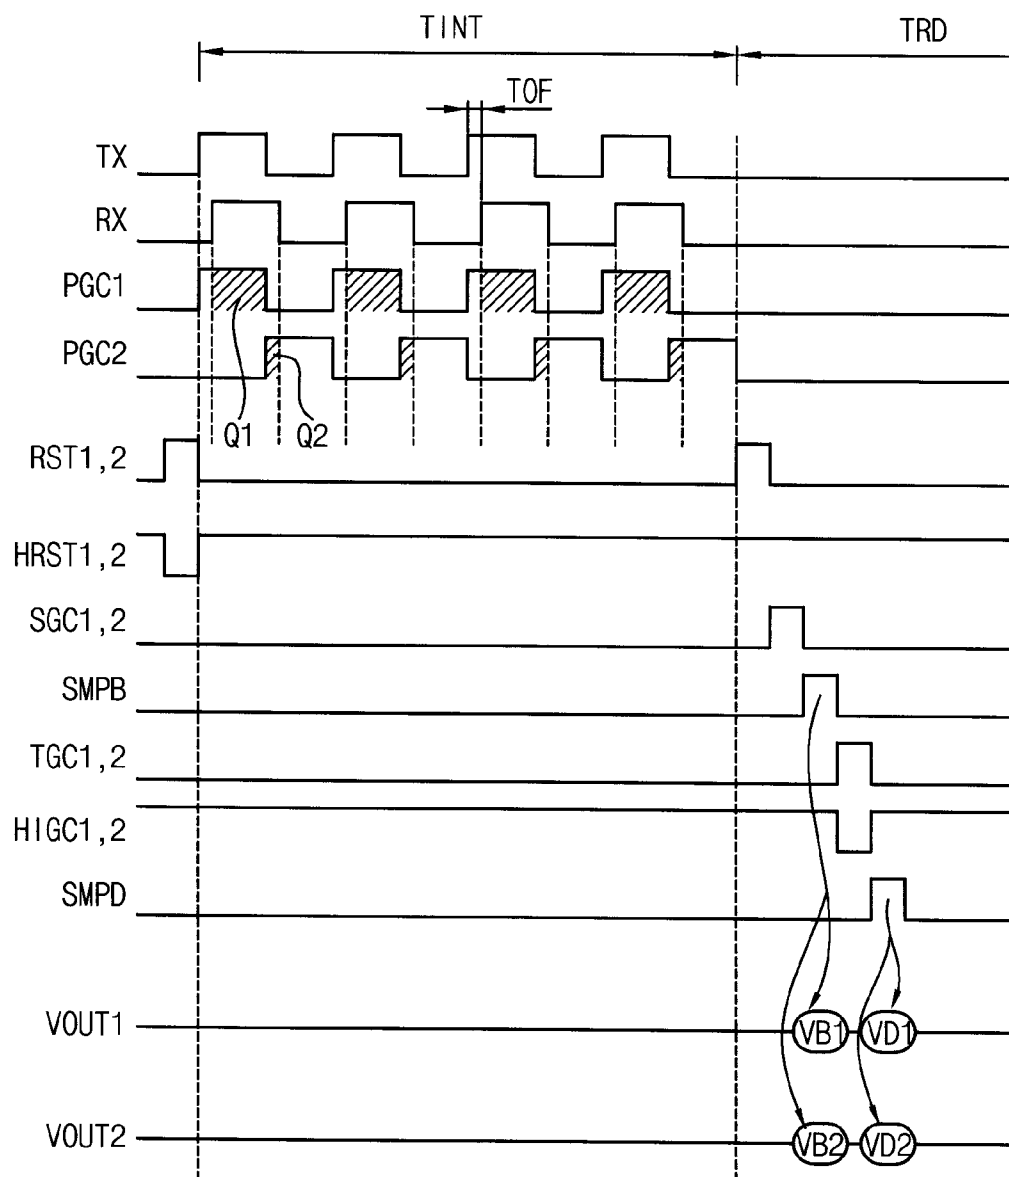 TINT TRD
TOF
TX
RX
PGC1
PGC2
Q1 Q2
RST1,2
HRST1,2
SGC1,2
SMPB
TGC1,2
HIGC1,2
SMPD
VOUT1 VB1 VD1
VOUT2 VB2 VD2